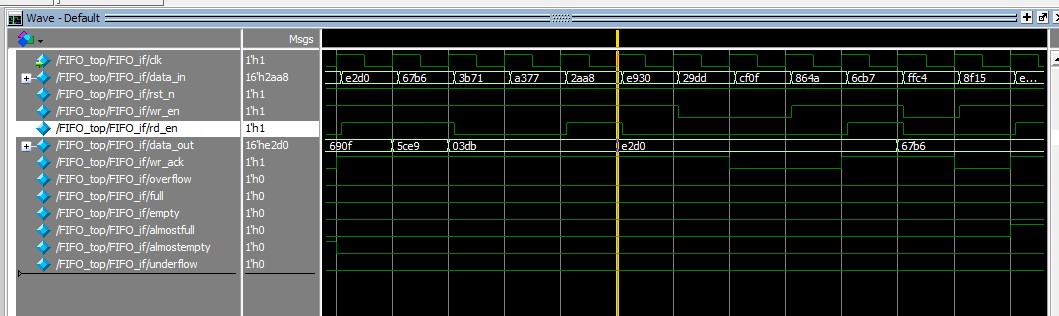 Wave - Default
Msgs
/FIFO_top/FIFO_if/clk 1'h1
/FIFO_top/FIFO_if/data_in 16'h2aa8 e2d0 67b6 3b71 a377 2aa8 e930 29dd cf0f 864a 6cb7 ffc4 8f15 e...
/FIFO_top/FIFO_if/rst_n 1'h1
/FIFO_top/FIFO_if/wr_en 1'h1
/FIFO_top/FIFO_if/rd_en 1'h1
/FIFO_top/FIFO_if/data_out 16'he2d0 690f 5ce9 03db e2d0 67b6
/FIFO_top/FIFO_if/wr_ack 1'h1
/FIFO_top/FIFO_if/overflow 1'h0
/FIFO_top/FIFO_if/full 1'h0
/FIFO_top/FIFO_if/empty 1'h0
/FIFO_top/FIFO_if/almostfull 1'h0
/FIFO_top/FIFO_if/almostempty 1'h0
/FIFO_top/FIFO_if/underflow 1'h0